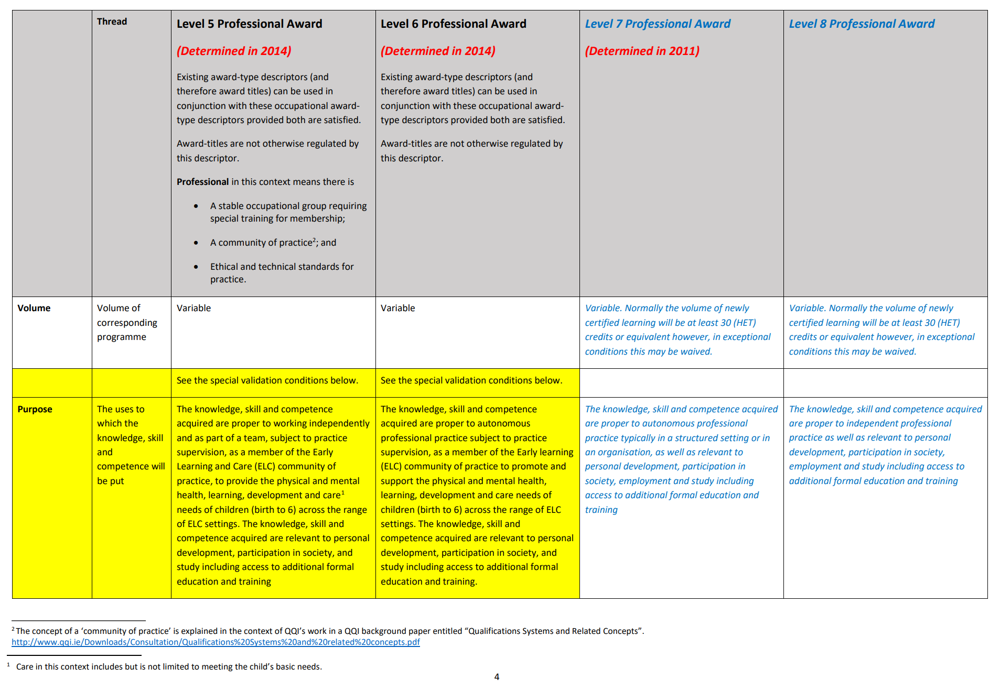 Thread
Level 5 Professional Award
(Determined in 2014)
Existing award-type descriptors (and
therefore award titles) can be used in
conjunction with these occupational award-
type descriptors provided both are satisfied.
Award-titles are not otherwise regulated by
this descriptor.
Professional in this context means there is
• A stable occupational group requiring
special training for membership;
• A community of practice2; and
• Ethical and technical standards for
practice.
Level 6 Professional Award
(Determined in 2014)
Existing award-type descriptors (and
therefore award titles) can be used in
conjunction with these occupational award-
type descriptors provided both are satisfied.
Award-titles are not otherwise regulated by
this descriptor.
Level 7 Professional Award
(Determined in 2011)
Level 8 Professional Award
Volume
Volume of
corresponding
programme
Variable
Variable
Variable. Normally the volume of newly
certified learning will be at least 30 (HET)
credits or equivalent however, in exceptional
conditions this may be waived.
Variable. Normally the volume of newly
certified learning will be at least 30 (HET)
credits or equivalent however, in exceptional
conditions this may be waived.
See the special validation conditions below.
See the special validation conditions below.
Purpose
The uses to
which the
knowledge, skill
and
competence will
be put
The knowledge, skill and competence
acquired are proper to working independently
and as part of a team, subject to practice
supervision, as a member of the Early
Learning and Care (ELC) community of
practice, to provide the physical and mental
health, learning, development and care1
needs of children (birth to 6) across the range
of ELC settings. The knowledge, skill and
competence acquired are relevant to personal
development, participation in society, and
study including access to additional formal
education and training
The knowledge, skill and competence
acquired are proper to autonomous
professional practice subject to practice
supervision, as a member of the Early learning
(ELC) community of practice to promote and
support the physical and mental health,
learning, development and care needs of
children (birth to 6) across the range of ELC
settings. The knowledge, skill and
competence acquired are relevant to personal
development, participation in society, and
study including access to additional formal
education and training.
The knowledge, skill and competence acquired
are proper to autonomous professional
practice typically in a structured setting or in
an organisation, as well as relevant to
personal development, participation in
society, employment and study including
access to additional formal education and
training
The knowledge, skill and competence acquired
are proper to independent professional
practice as well as relevant to personal
development, participation in society,
employment and study including access to
additional formal education and training
2 The concept of a ‘community of practice’ is explained in the context of QQI’s work in a QQI background paper entitled “Qualifications Systems and Related Concepts”.
http://www.qqi.ie/Downloads/Consultation/Qualifications%20Systems%20and%20related%20concepts.pdf
1 Care in this context includes but is not limited to meeting the child’s basic needs.
4